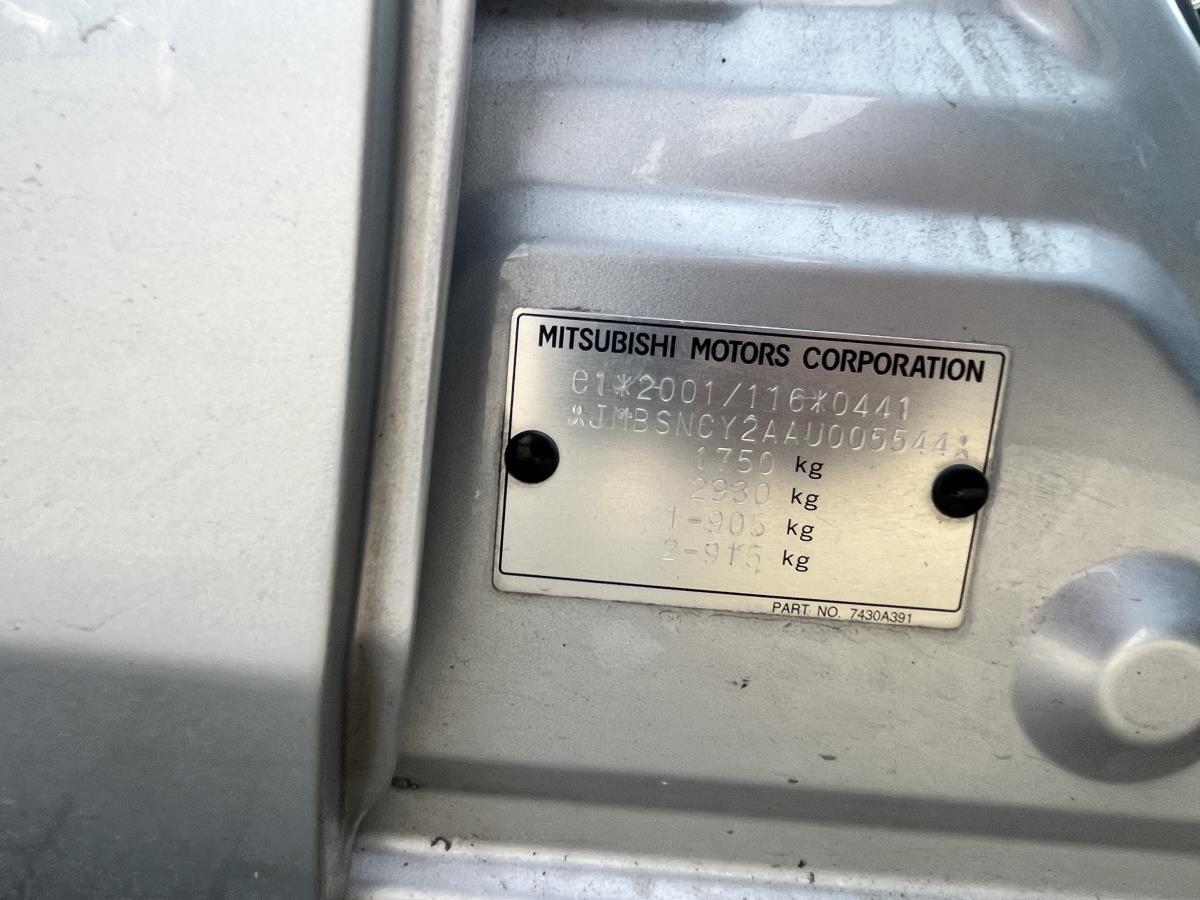 MITSUBISHI MOTORS CORPORATION
e1*2001/116*0441
*JMBSNCY2AAU005544*
1750 kg
2930 kg
1-905 kg
2-915 kg
PART NO. 7430A391